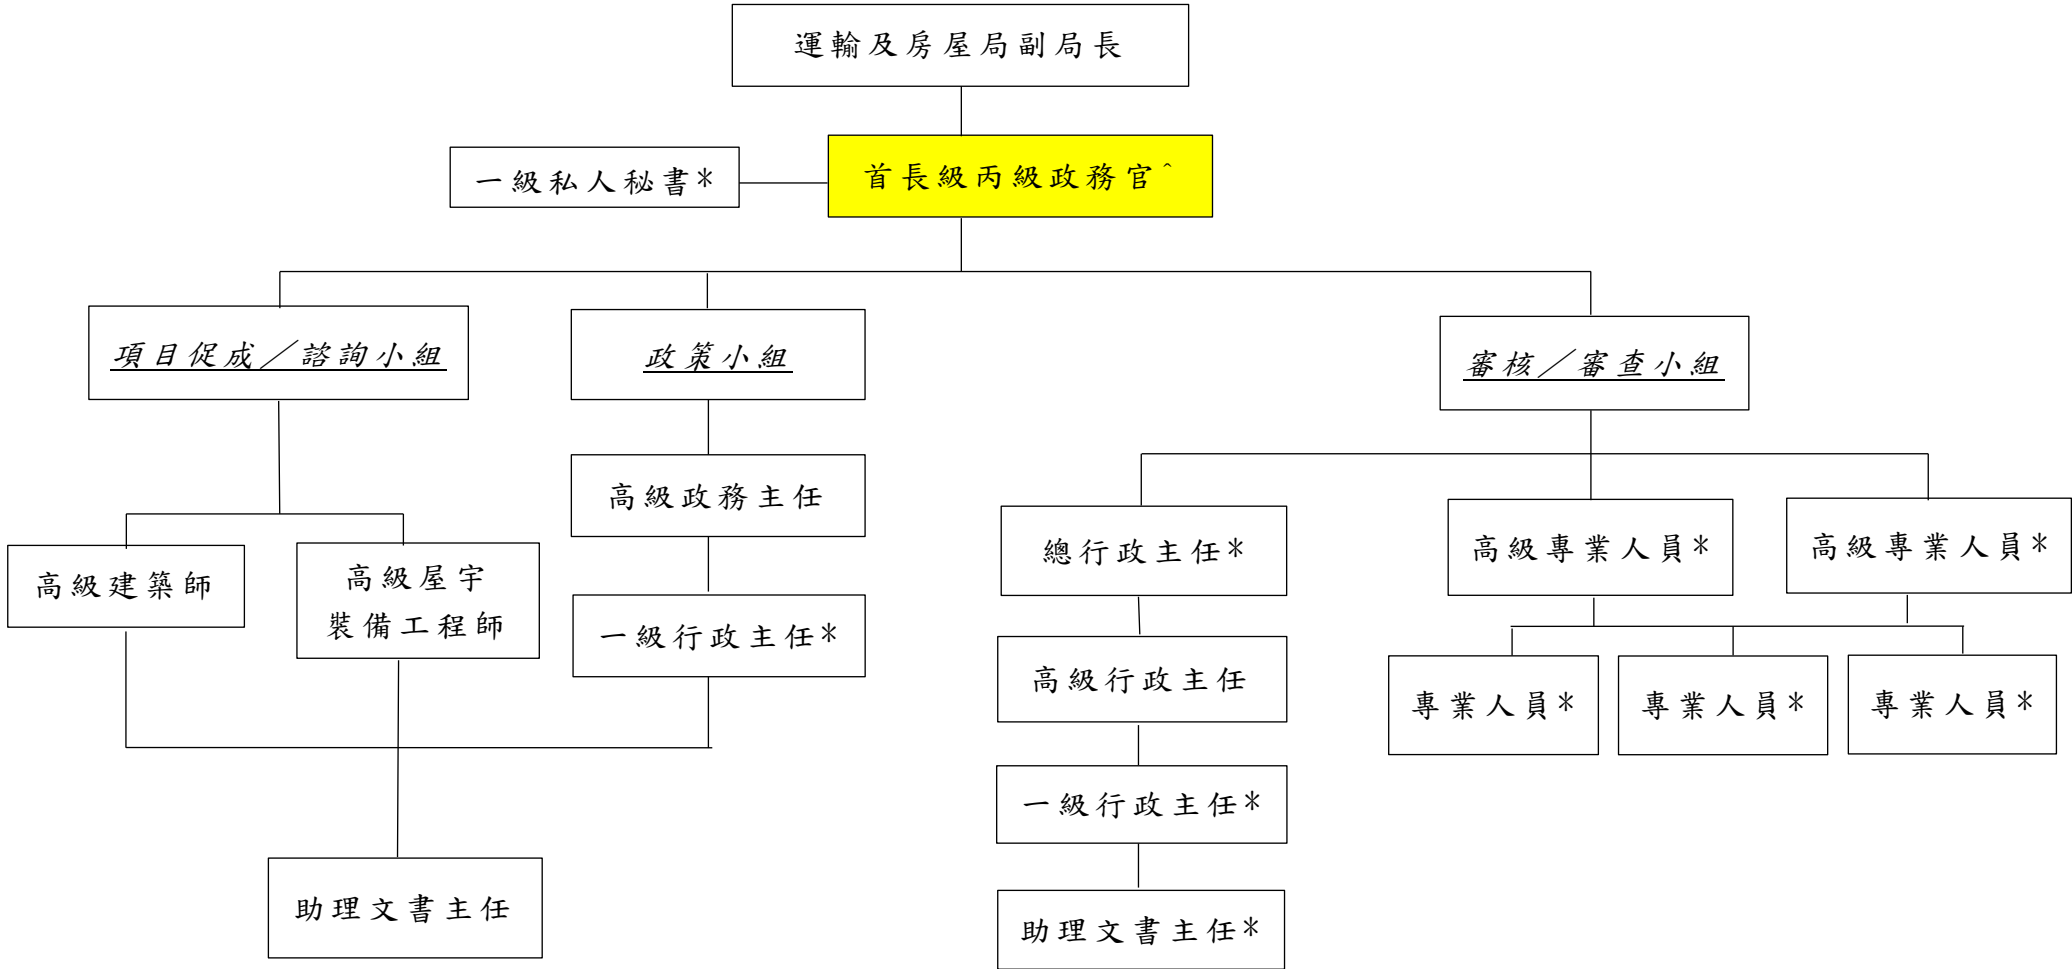 運輸及房屋局副局長
一級私人秘書*
首長級丙級政務官^
項目促成／諮詢小組
政策小組
審核／審查小組
高級政務主任
總行政主任*
高級專業人員*
高級專業人員*
高級建築師
高級屋宇
裝備工程師
一級行政主任*
高級行政主任
專業人員*
專業人員*
專業人員*
一級行政主任*
助理文書主任
助理文書主任*